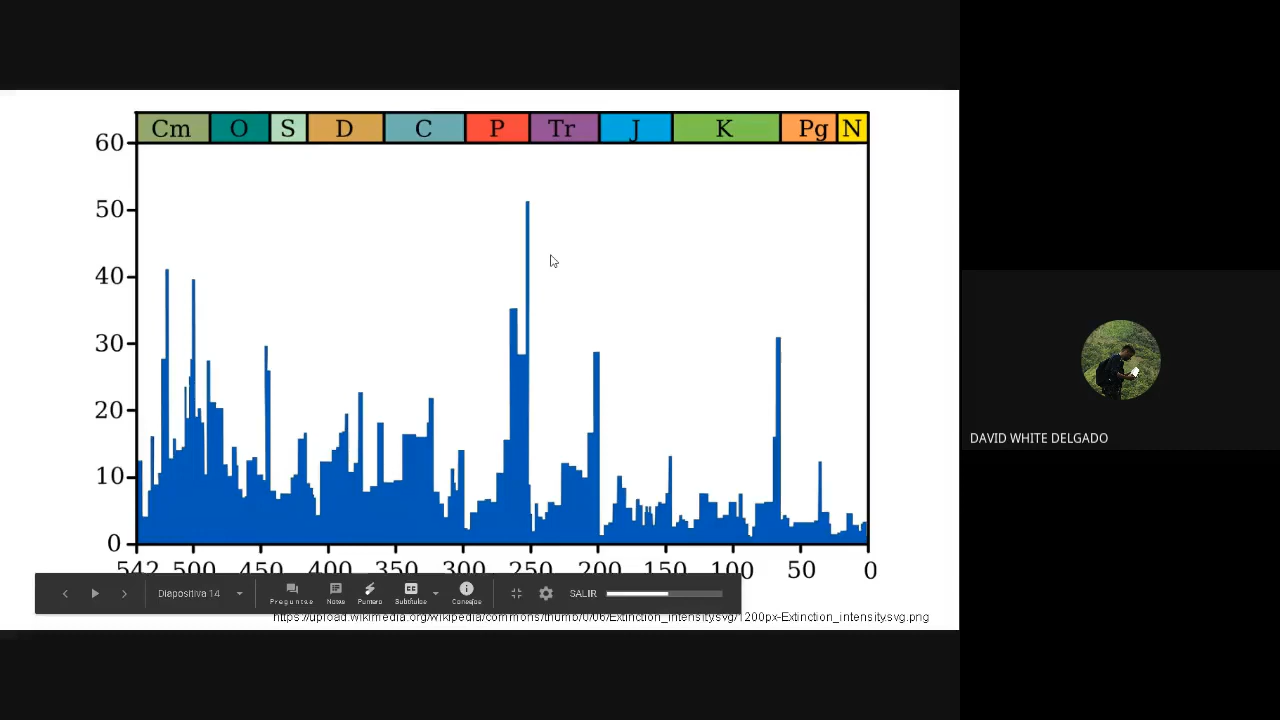 Cm O S D C P Tr J K Pg N
60
50
40
30
20
10
0
542 500 450 400 350 300 250 200 150 100 50 0
Diapositiva 14 Preguntas Notas Puntero Subtítulos Consejos SALIR
https://upload.wikimedia.org/wikipedia/commons/thumb/0/06/Extinction_intensity.svg/1200px-Extinction_intensity.svg.png
DAVID WHITE DELGADO